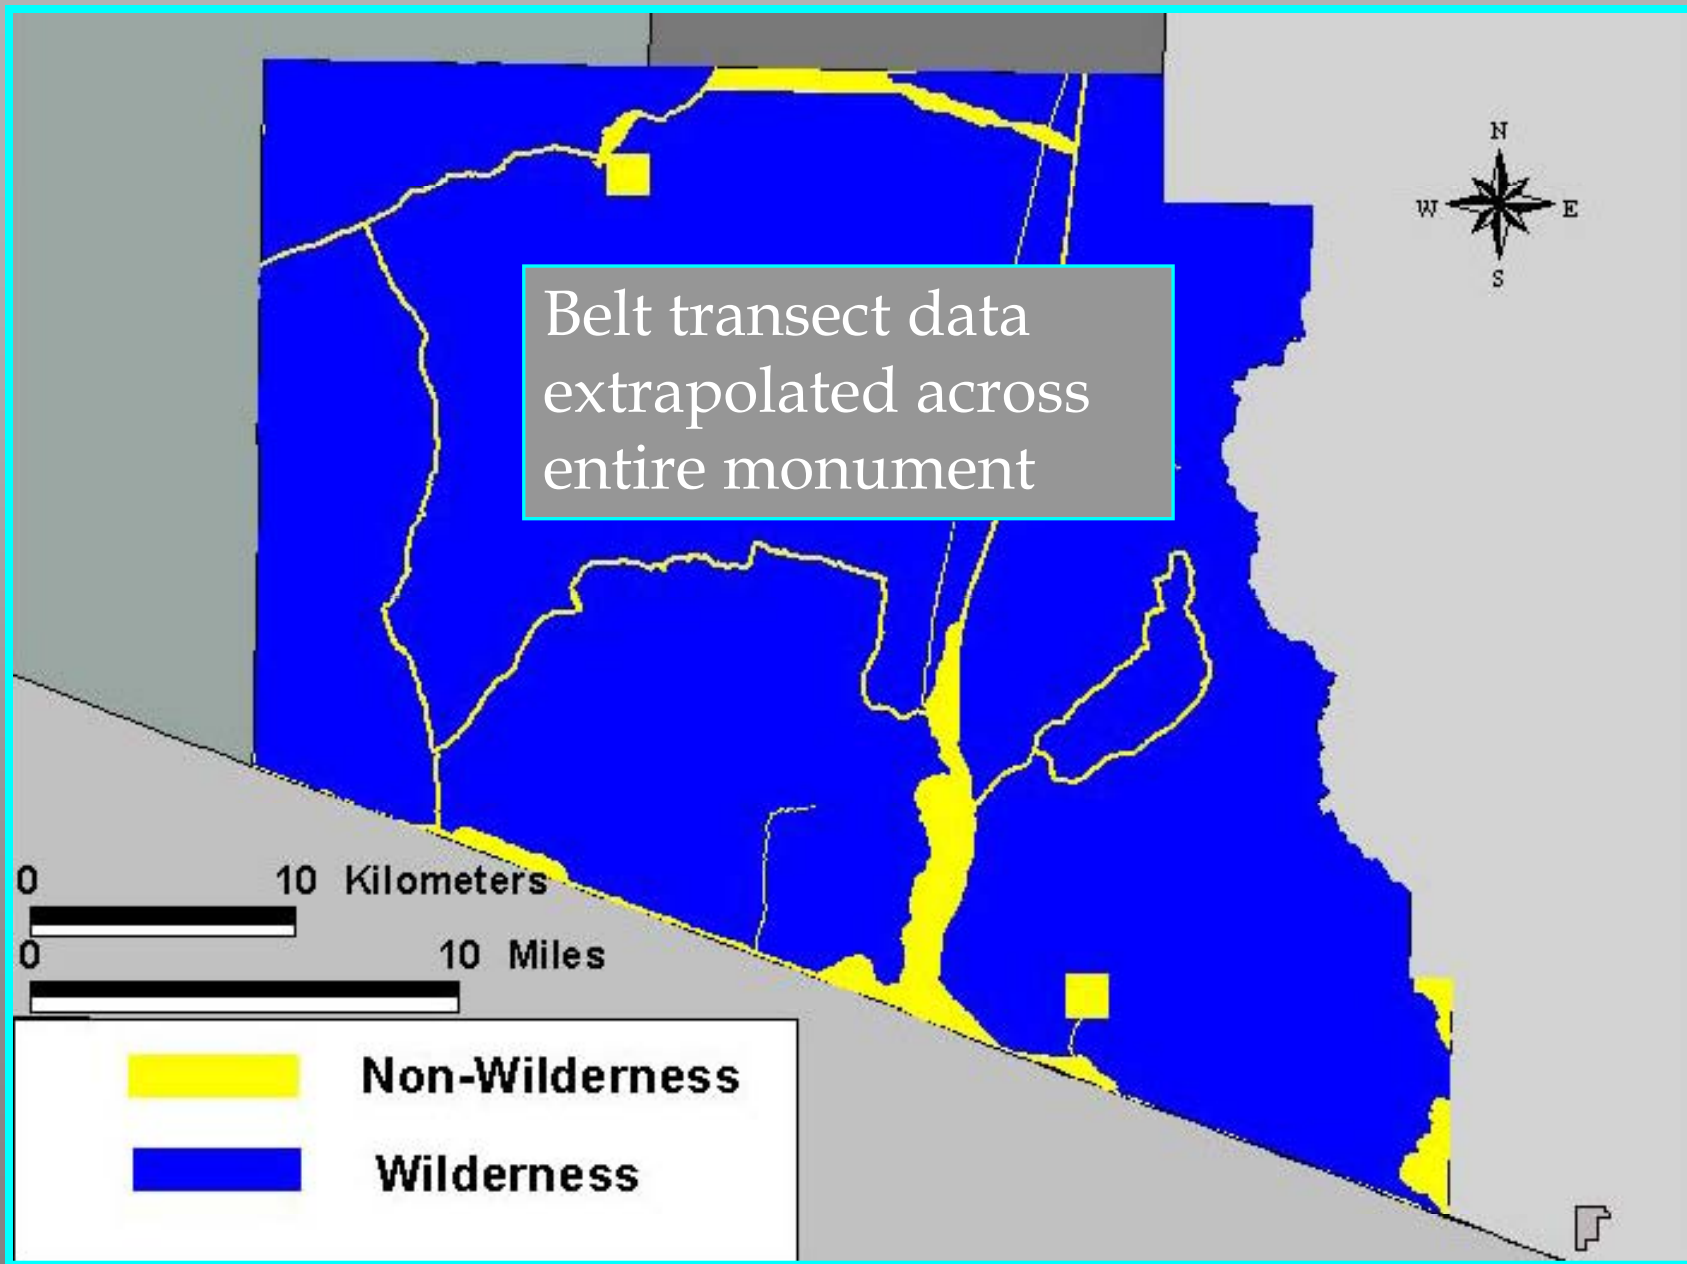 N
W E
S
Belt transect data
extrapolated across
entire monument
0 10 Kilometers
0 10 Miles
Non-Wilderness
Wilderness